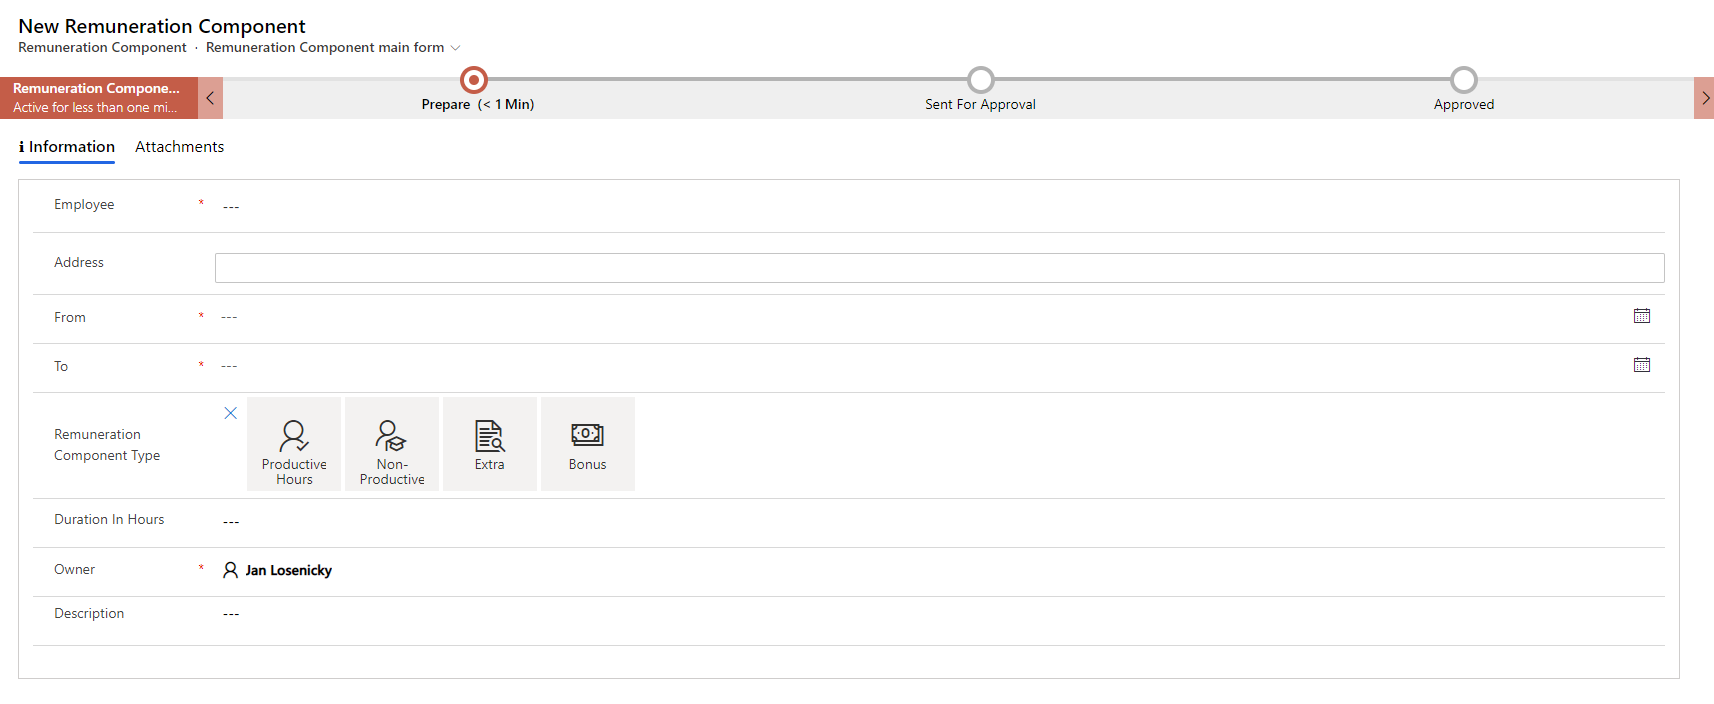 New Remuneration Component
Remuneration Component · Remuneration Component main form
Remuneration Compone...
Active for less than one mi...
Prepare (< 1 Min)
Sent For Approval
Approved
Information
Attachments
Employee * ---
Address
From * ---
To * ---
Remuneration
Component Type
Productive
Hours
Non-
Productive
Extra
Bonus
Duration In Hours ---
Owner * Jan Losenicky
Description ---